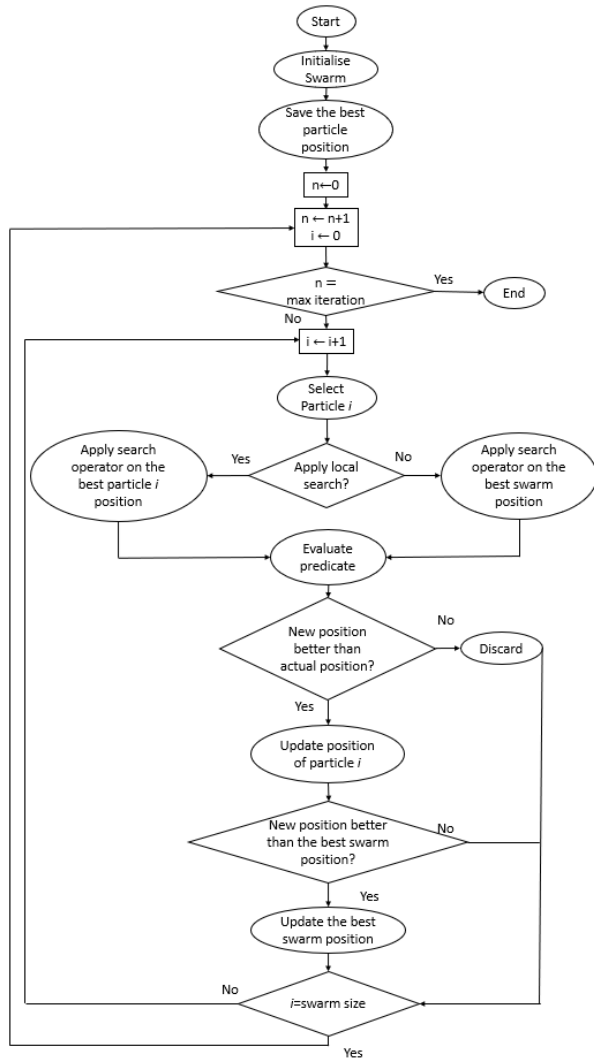 Start
Initialise
Swarm
Save the best
particle
position
n←0
n ← n+1
i ← 0
n =
max iteration
Yes
End
No
i ← i+1
Select
Particle i
Apply search
operator on the
best particle i
position
Yes
Apply local
search?
No
Apply search
operator on the
best swarm
position
Evaluate
predicate
New position
better than
actual position?
No
Discard
Yes
Update position
of particle i
New position better
than the best swarm
position?
No
Yes
Update the best
swarm position
No
i=swarm size
Yes